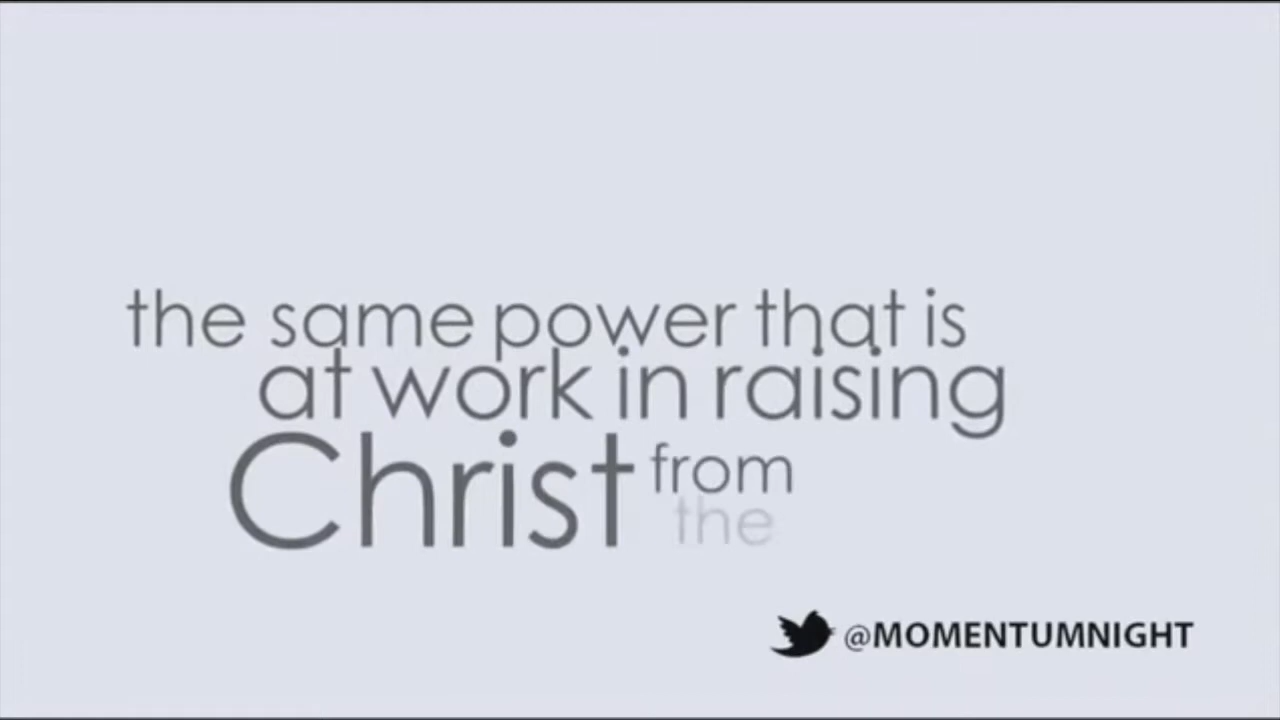 the same power that is
at work in raising
Christ from
the
@MOMENTUMNIGHT